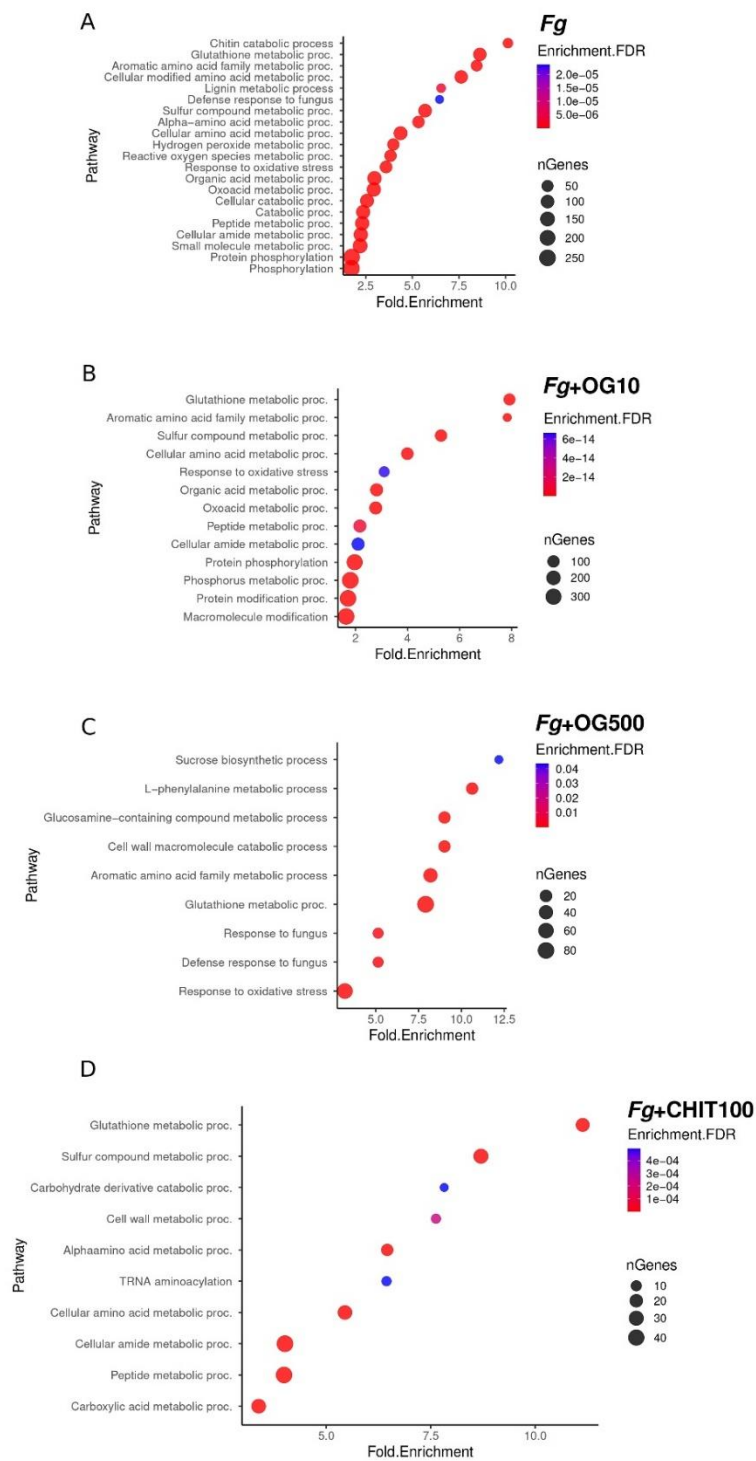 A
Fg
Chitin catabolic process
Glutathione metabolic proc.
Aromatic amino acid family metabolic proc.
Cellular modified amino acid metabolic proc.
Lignin metabolic process
Defense response to fungus
Sulfur compound metabolic proc.
Alpha-amino acid metabolic proc.
Cellular amino acid metabolic proc.
Hydrogen peroxide metabolic proc.
Reactive oxygen species metabolic proc.
Response to oxidative stress
Organic acid metabolic proc.
Oxoacid metabolic proc.
Cellular catabolic proc.
Catabolic proc.
Peptide metabolic proc.
Cellular amide metabolic proc.
Small molecule metabolic proc.
Protein phosphorylation
Phosphorylation
Pathway
2.5 5.0 7.5 10.0
Fold.Enrichment
Enrichment.FDR
2.0e-05
1.5e-05
1.0e-05
5.0e-06
nGenes
50
100
150
200
250
B
Fg+OG10
Glutathione metabolic proc.
Aromatic amino acid family metabolic proc.
Sulfur compound metabolic proc.
Cellular amino acid metabolic proc.
Response to oxidative stress
Organic acid metabolic proc.
Oxoacid metabolic proc.
Peptide metabolic proc.
Cellular amide metabolic proc.
Protein phosphorylation
Phosphorus metabolic proc.
Protein modification proc.
Macromolecule modification
Pathway
2 4 6 8
Fold.Enrichment
Enrichment.FDR
6e-14
4e-14
2e-14
nGenes
100
200
300
C
Fg+OG500
Sucrose biosynthetic process
L-phenylalanine metabolic process
Glucosamine-containing compound metabolic process
Cell wall macromolecule catabolic process
Aromatic amino acid family metabolic process
Glutathione metabolic proc.
Response to fungus
Defense response to fungus
Response to oxidative stress
Pathway
5.0 7.5 10.0 12.5
Fold.Enrichment
Enrichment.FDR
0.04
0.03
0.02
0.01
nGenes
20
40
60
80
D
Fg+CHIT100
Glutathione metabolic proc.
Sulfur compound metabolic proc.
Carbohydrate derivative catabolic proc.
Cell wall metabolic proc.
Alphaamino acid metabolic proc.
TRNA aminoacylation
Cellular amino acid metabolic proc.
Cellular amide metabolic proc.
Peptide metabolic proc.
Carboxylic acid metabolic proc.
Pathway
5.0 7.5 10.0
Fold.Enrichment
Enrichment.FDR
4e-04
3e-04
2e-04
1e-04
nGenes
10
20
30
40